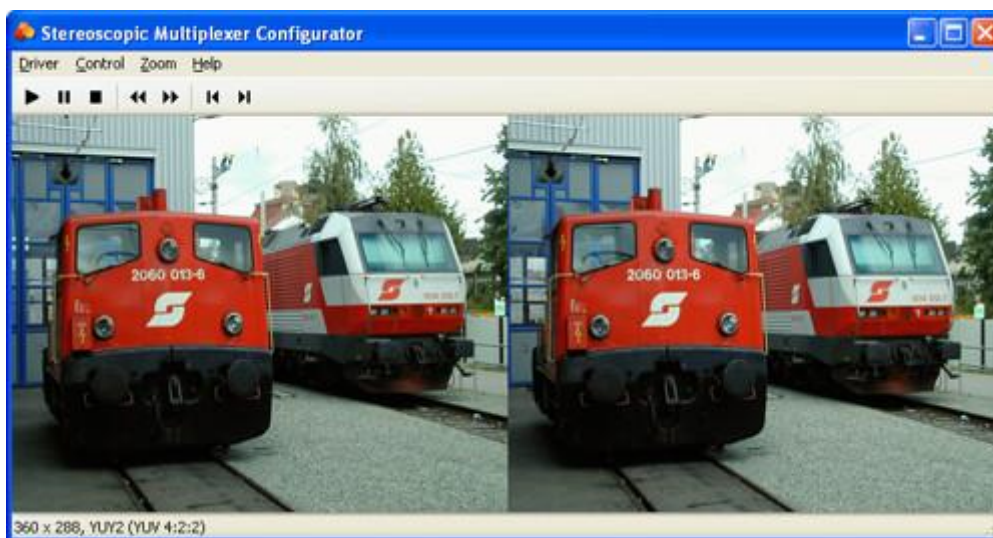 Stereoscopic Multiplexer Configurator
Driver Control Zoom Help
2060 013-6
2060 013-6
360 x 288, YUY2 (YUV 4:2:2)